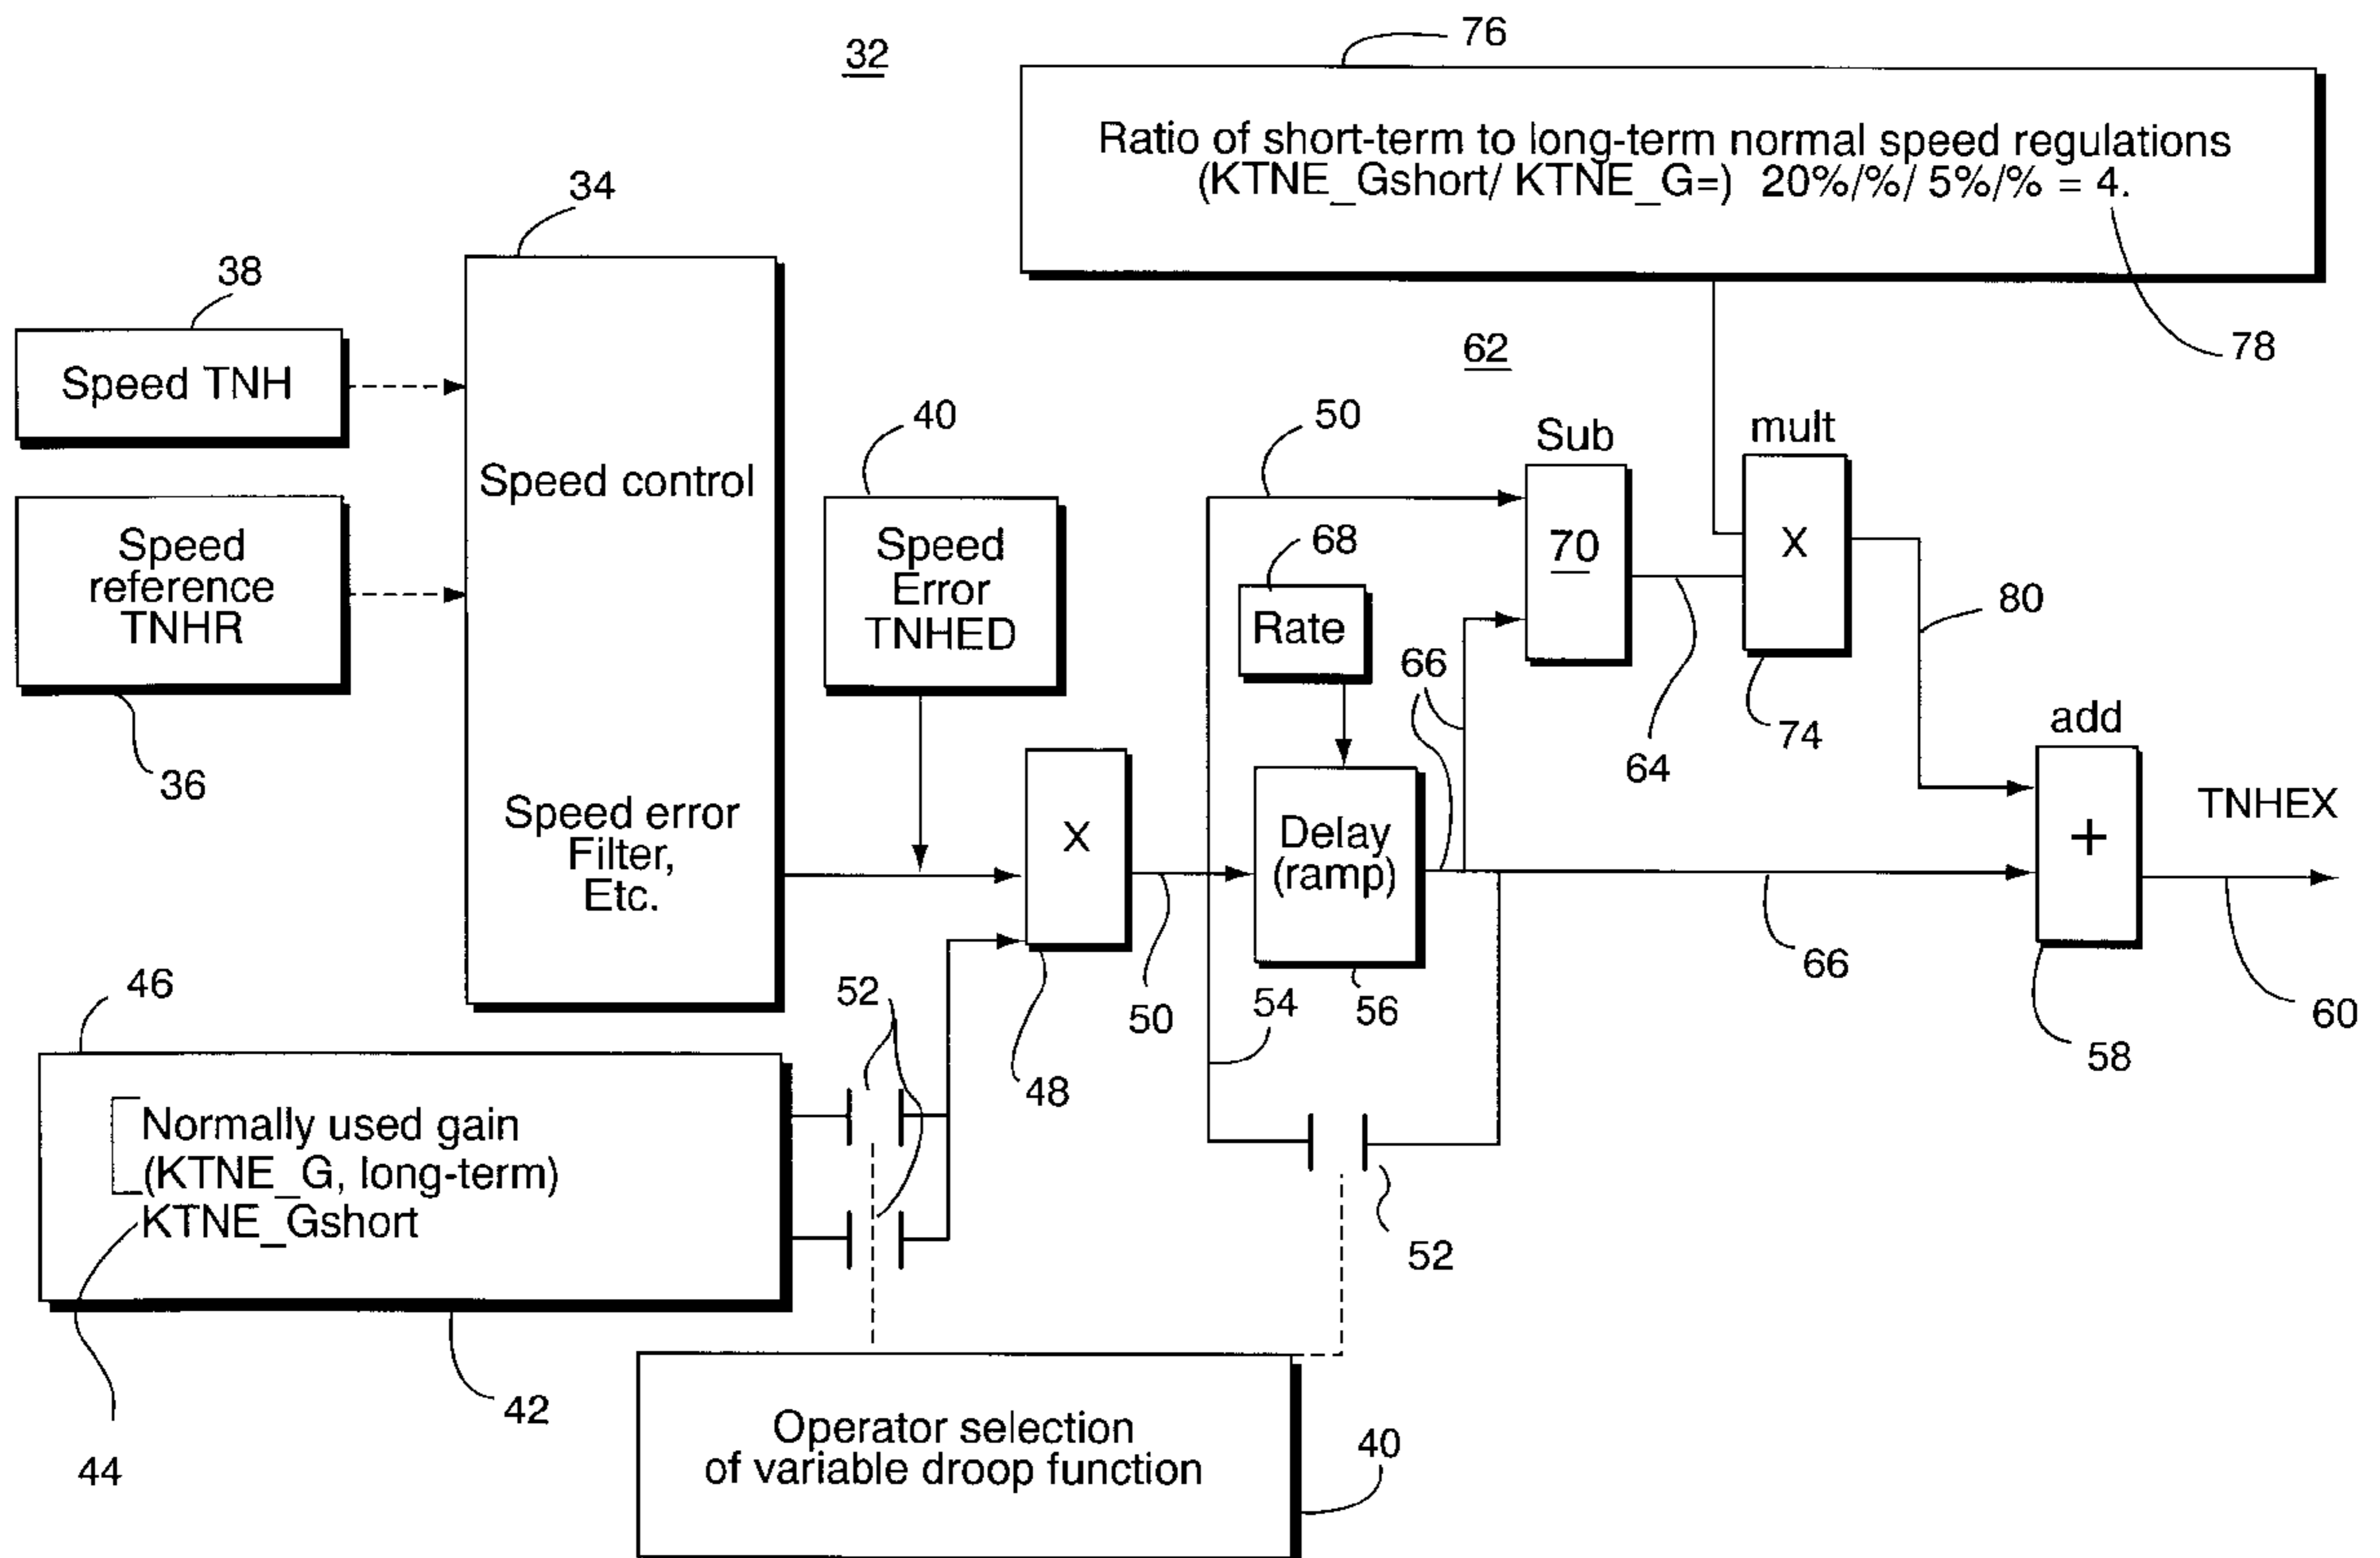 32
76
Ratio of short-term to long-term normal speed regulations
(KTNE_Gshort/ KTNE_G=) 20%/%/ 5%/% = 4.
78
34
38
Speed TNH
Speed
reference
TNHR
36
Speed control
Speed error
Filter,
Etc.
40
Speed
Error
TNHED
62
50
Sub
70
mult
X
74
64
80
68
Rate
66
X
48
50
Delay
(ramp)
54
56
66
add
+
58
TNHEX
60
46
Normally used gain
(KTNE_G, long-term)
KTNE_Gshort
44
42
52
52
Operator selection
of variable droop function
40